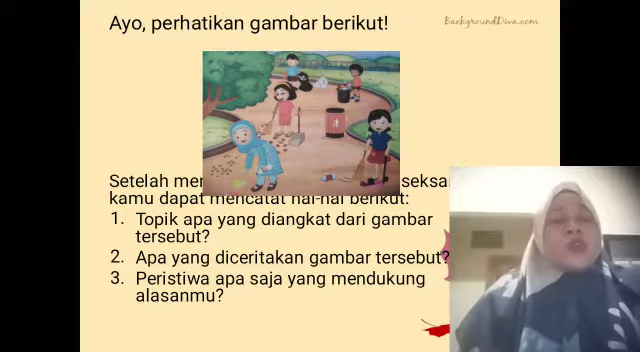 Ayo, perhatikan gambar berikut!
BackgroundDiva.com
Setelah
kamu dapat mencatat hal-hal berikut:
1. Topik apa yang diangkat dari gambar
tersebut?
2. Apa yang diceritakan gambar tersebut?
3. Peristiwa apa saja yang mendukung
alasanmu?